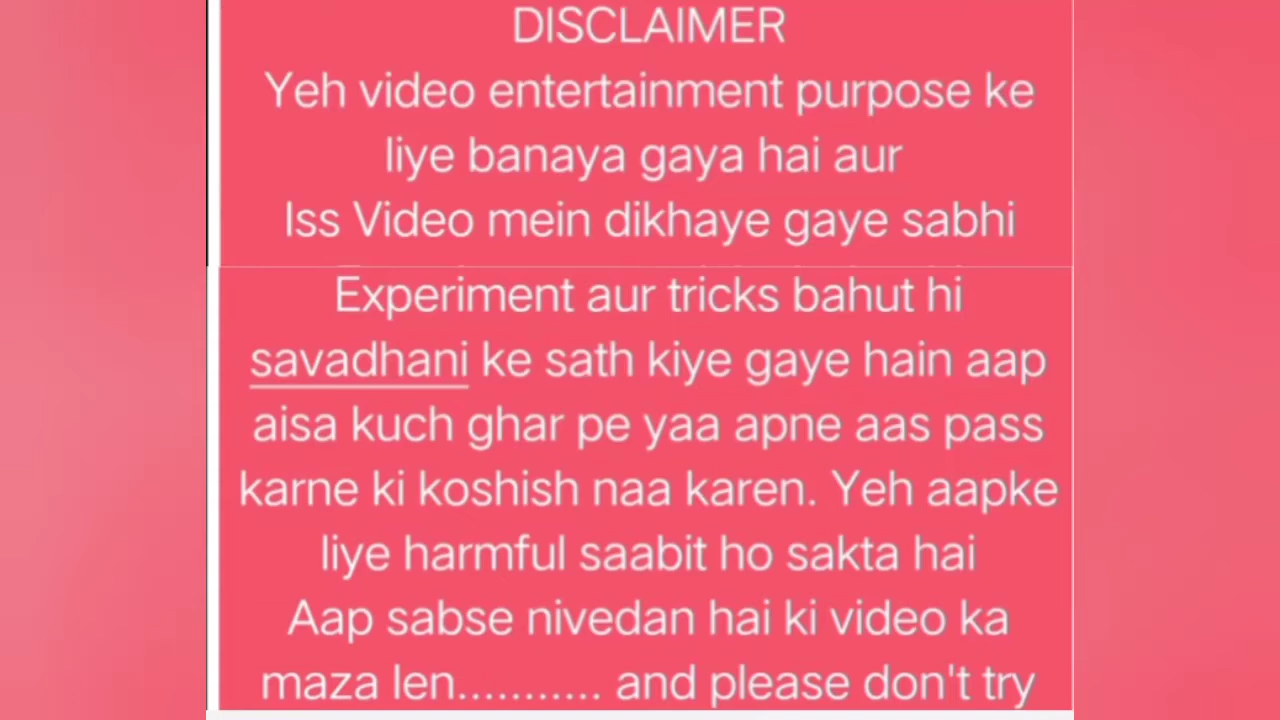 DISCLAIMER
Yeh video entertainment purpose ke
liye banaya gaya hai aur
Iss Video mein dikhaye gaye sabhi
Experiment aur tricks bahut hi
savadhani ke sath kiye gaye hain aap
aisa kuch ghar pe yaa apne aas pass
karne ki koshish naa karen. Yeh aapke
liye harmful saabit ho sakta hai
Aap sabse nivedan hai ki video ka
maza len........... and please don't try